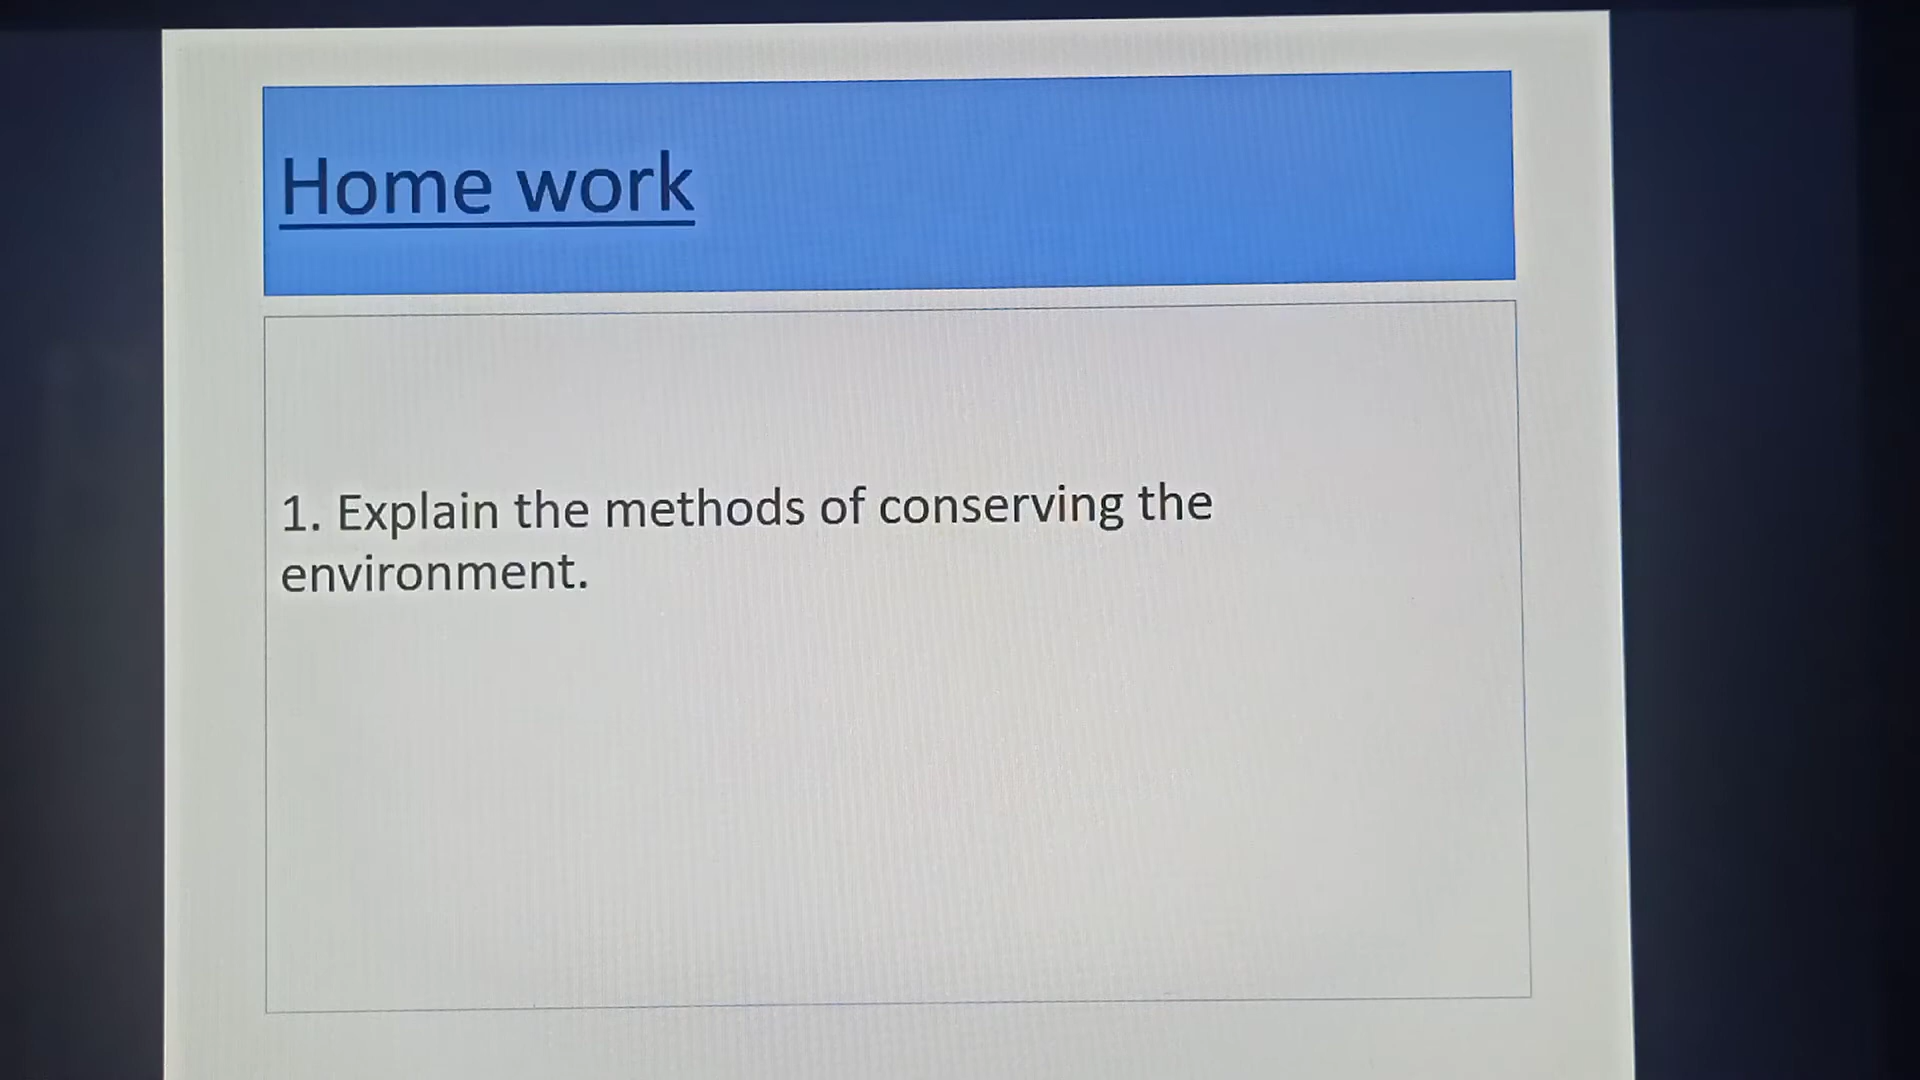 Home work
1. Explain the methods of conserving the
environment.